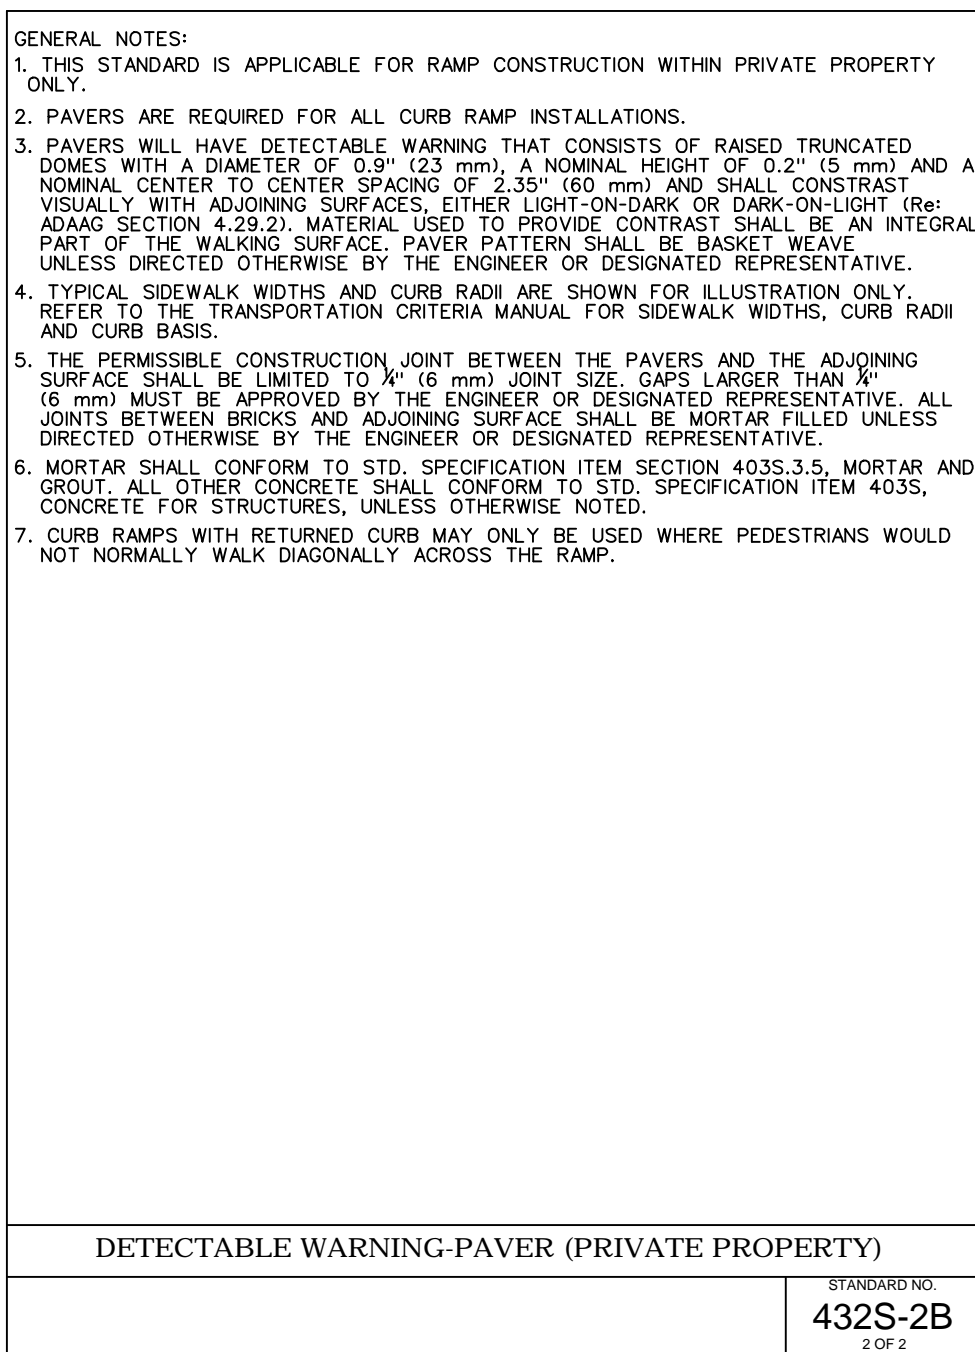 GENERAL NOTES:
1. THIS STANDARD IS APPLICABLE FOR RAMP CONSTRUCTION WITHIN PRIVATE PROPERTY
ONLY.
2. PAVERS ARE REQUIRED FOR ALL CURB RAMP INSTALLATIONS.
3. PAVERS WILL HAVE DETECTABLE WARNING THAT CONSISTS OF RAISED TRUNCATED
DOMES WITH A DIAMETER OF 0.9" (23 mm), A NOMINAL HEIGHT OF 0.2" (5 mm) AND A
NOMINAL CENTER TO CENTER SPACING OF 2.35" (60 mm) AND SHALL CONSTRAST
VISUALLY WITH ADJOINING SURFACES, EITHER LIGHT-ON-DARK OR DARK-ON-LIGHT (Re:
ADAAG SECTION 4.29.2). MATERIAL USED TO PROVIDE CONTRAST SHALL BE AN INTEGRAL
PART OF THE WALKING SURFACE. PAVER PATTERN SHALL BE BASKET WEAVE
UNLESS DIRECTED OTHERWISE BY THE ENGINEER OR DESIGNATED REPRESENTATIVE.
4. TYPICAL SIDEWALK WIDTHS AND CURB RADII ARE SHOWN FOR ILLUSTRATION ONLY.
REFER TO THE TRANSPORTATION CRITERIA MANUAL FOR SIDEWALK WIDTHS, CURB RADII
AND CURB BASIS.
5. THE PERMISSIBLE CONSTRUCTION JOINT BETWEEN THE PAVERS AND THE ADJOINING
SURFACE SHALL BE LIMITED TO ¼" (6 mm) JOINT SIZE. GAPS LARGER THAN ¼"
(6 mm) MUST BE APPROVED BY THE ENGINEER OR DESIGNATED REPRESENTATIVE. ALL
JOINTS BETWEEN BRICKS AND ADJOINING SURFACE SHALL BE MORTAR FILLED UNLESS
DIRECTED OTHERWISE BY THE ENGINEER OR DESIGNATED REPRESENTATIVE.
6. MORTAR SHALL CONFORM TO STD. SPECIFICATION ITEM SECTION 403S.3.5, MORTAR AND
GROUT. ALL OTHER CONCRETE SHALL CONFORM TO STD. SPECIFICATION ITEM 403S,
CONCRETE FOR STRUCTURES, UNLESS OTHERWISE NOTED.
7. CURB RAMPS WITH RETURNED CURB MAY ONLY BE USED WHERE PEDESTRIANS WOULD
NOT NORMALLY WALK DIAGONALLY ACROSS THE RAMP.
DETECTABLE WARNING-PAVER (PRIVATE PROPERTY)
STANDARD NO.
432S-2B
2 OF 2